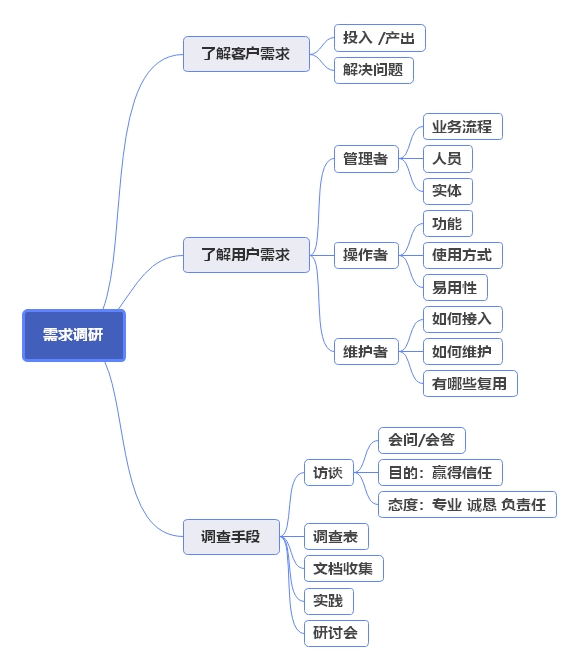 了解客户需求
投入 /产出
解决问题
了解用户需求
管理者
业务流程
人员
实体
操作者
功能
使用方式
易用性
维护者
如何接入
如何维护
有哪些复用
需求调研
调查手段
访谈
会问/会答
目的：赢得信任
态度：专业 诚恳 负责任
调查表
文档收集
实践
研讨会